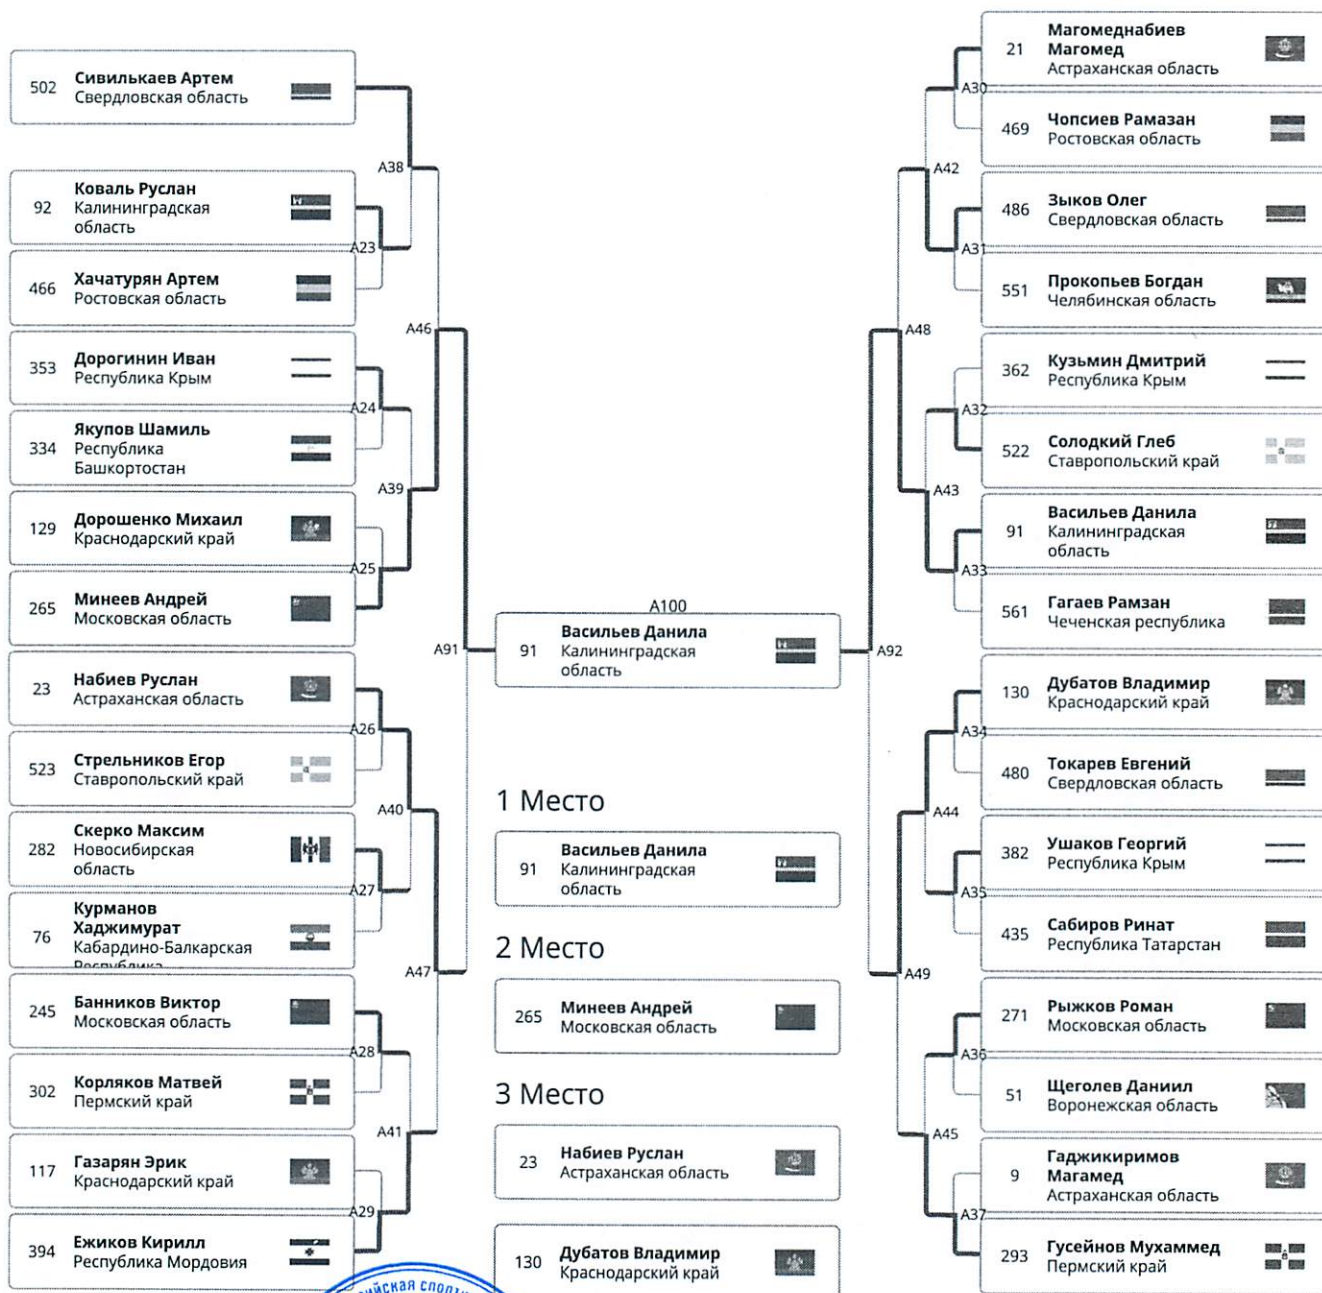 502
Сивилькаев Артем
Свердловская область
A38
92
Коваль Руслан
Калининградская
область
A23
466
Хачатурян Артем
Ростовская область
A46
353
Дорогинин Иван
Республика Крым
A24
334
Якупов Шамиль
Республика
Башкортостан
A39
129
Дорошенко Михаил
Краснодарский край
A25
265
Минеев Андрей
Московская область
A91
23
Набиев Руслан
Астраханская область
A26
523
Стрельников Егор
Ставропольский край
A40
282
Скерко Максим
Новосибирская
область
A27
76
Курманов
Хаджимурат
Кабардино-Балкарская
Республика
A47
245
Банников Виктор
Московская область
A28
302
Корляков Матвей
Пермский край
A41
117
Газарян Эрик
Краснодарский край
A29
394
Ежиков Кирилл
Республика Мордовия
A100
91
Васильев Данила
Калининградская
область
1 Место
91
Васильев Данила
Калининградская
область
2 Место
265
Минеев Андрей
Московская область
3 Место
23
Набиев Руслан
Астраханская область
130
Дубатов Владимир
Краснодарский край
21
Магомеднабиев
Магомед
Астраханская область
A30
469
Чопсиев Рамазан
Ростовская область
A42
486
Зыков Олег
Свердловская область
A31
551
Прокопьев Богдан
Челябинская область
A48
362
Кузьмин Дмитрий
Республика Крым
A32
522
Солодкий Глеб
Ставропольский край
A43
91
Васильев Данила
Калининградская
область
A33
561
Гагаев Рамзан
Чеченская республика
A92
130
Дубатов Владимир
Краснодарский край
A34
480
Токарев Евгений
Свердловская область
A44
382
Ушаков Георгий
Республика Крым
A35
435
Сабиров Ринат
Республика Татарстан
A49
271
Рыжков Роман
Московская область
A36
51
Щеголев Даниил
Воронежская область
A45
9
Гаджикиримов
Магамед
Астраханская область
A37
293
Гусейнов Мухаммед
Пермский край